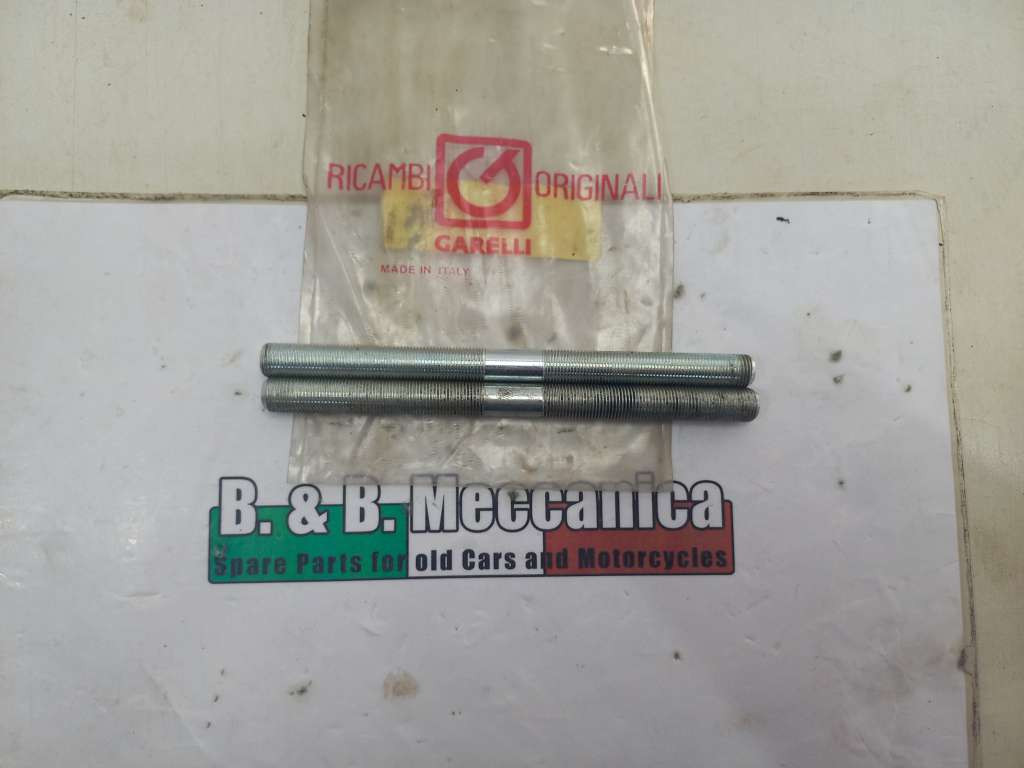 RICAMBI ORIGINALI
GARELLI
MADE IN ITALY
B. & B. Meccanica
Spare Parts for old Cars and Motorcycles